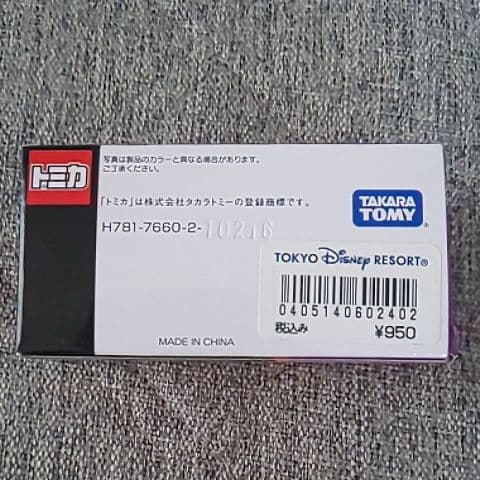 トミカ
写真は製品のカラーと異なる場合があります。
ご了承ください。
「トミカ」は株式会社タカラトミーの登録商標です。
H781-7660-2-10216
TAKARA
TOMY®
TOKYO Disney RESORT®
0405140602402
税込み ¥950
MADE IN CHINA